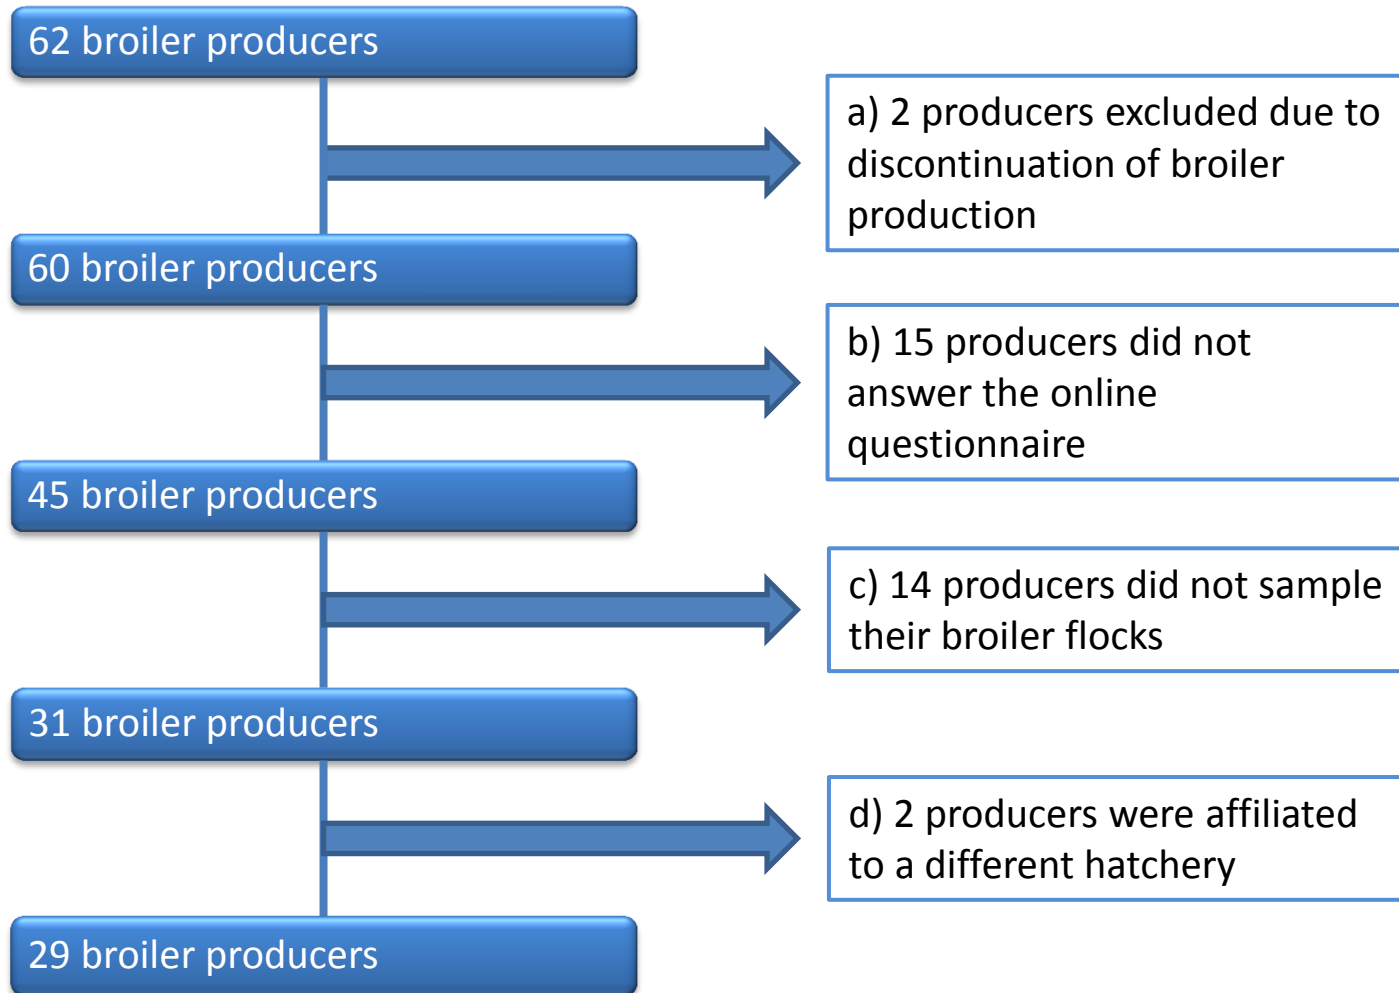 62 broiler producers
a) 2 producers excluded due to
discontinuation of broiler
production
60 broiler producers
b) 15 producers did not
answer the online
questionnaire
45 broiler producers
c) 14 producers did not sample
their broiler flocks
31 broiler producers
d) 2 producers were affiliated
to a different hatchery
29 broiler producers